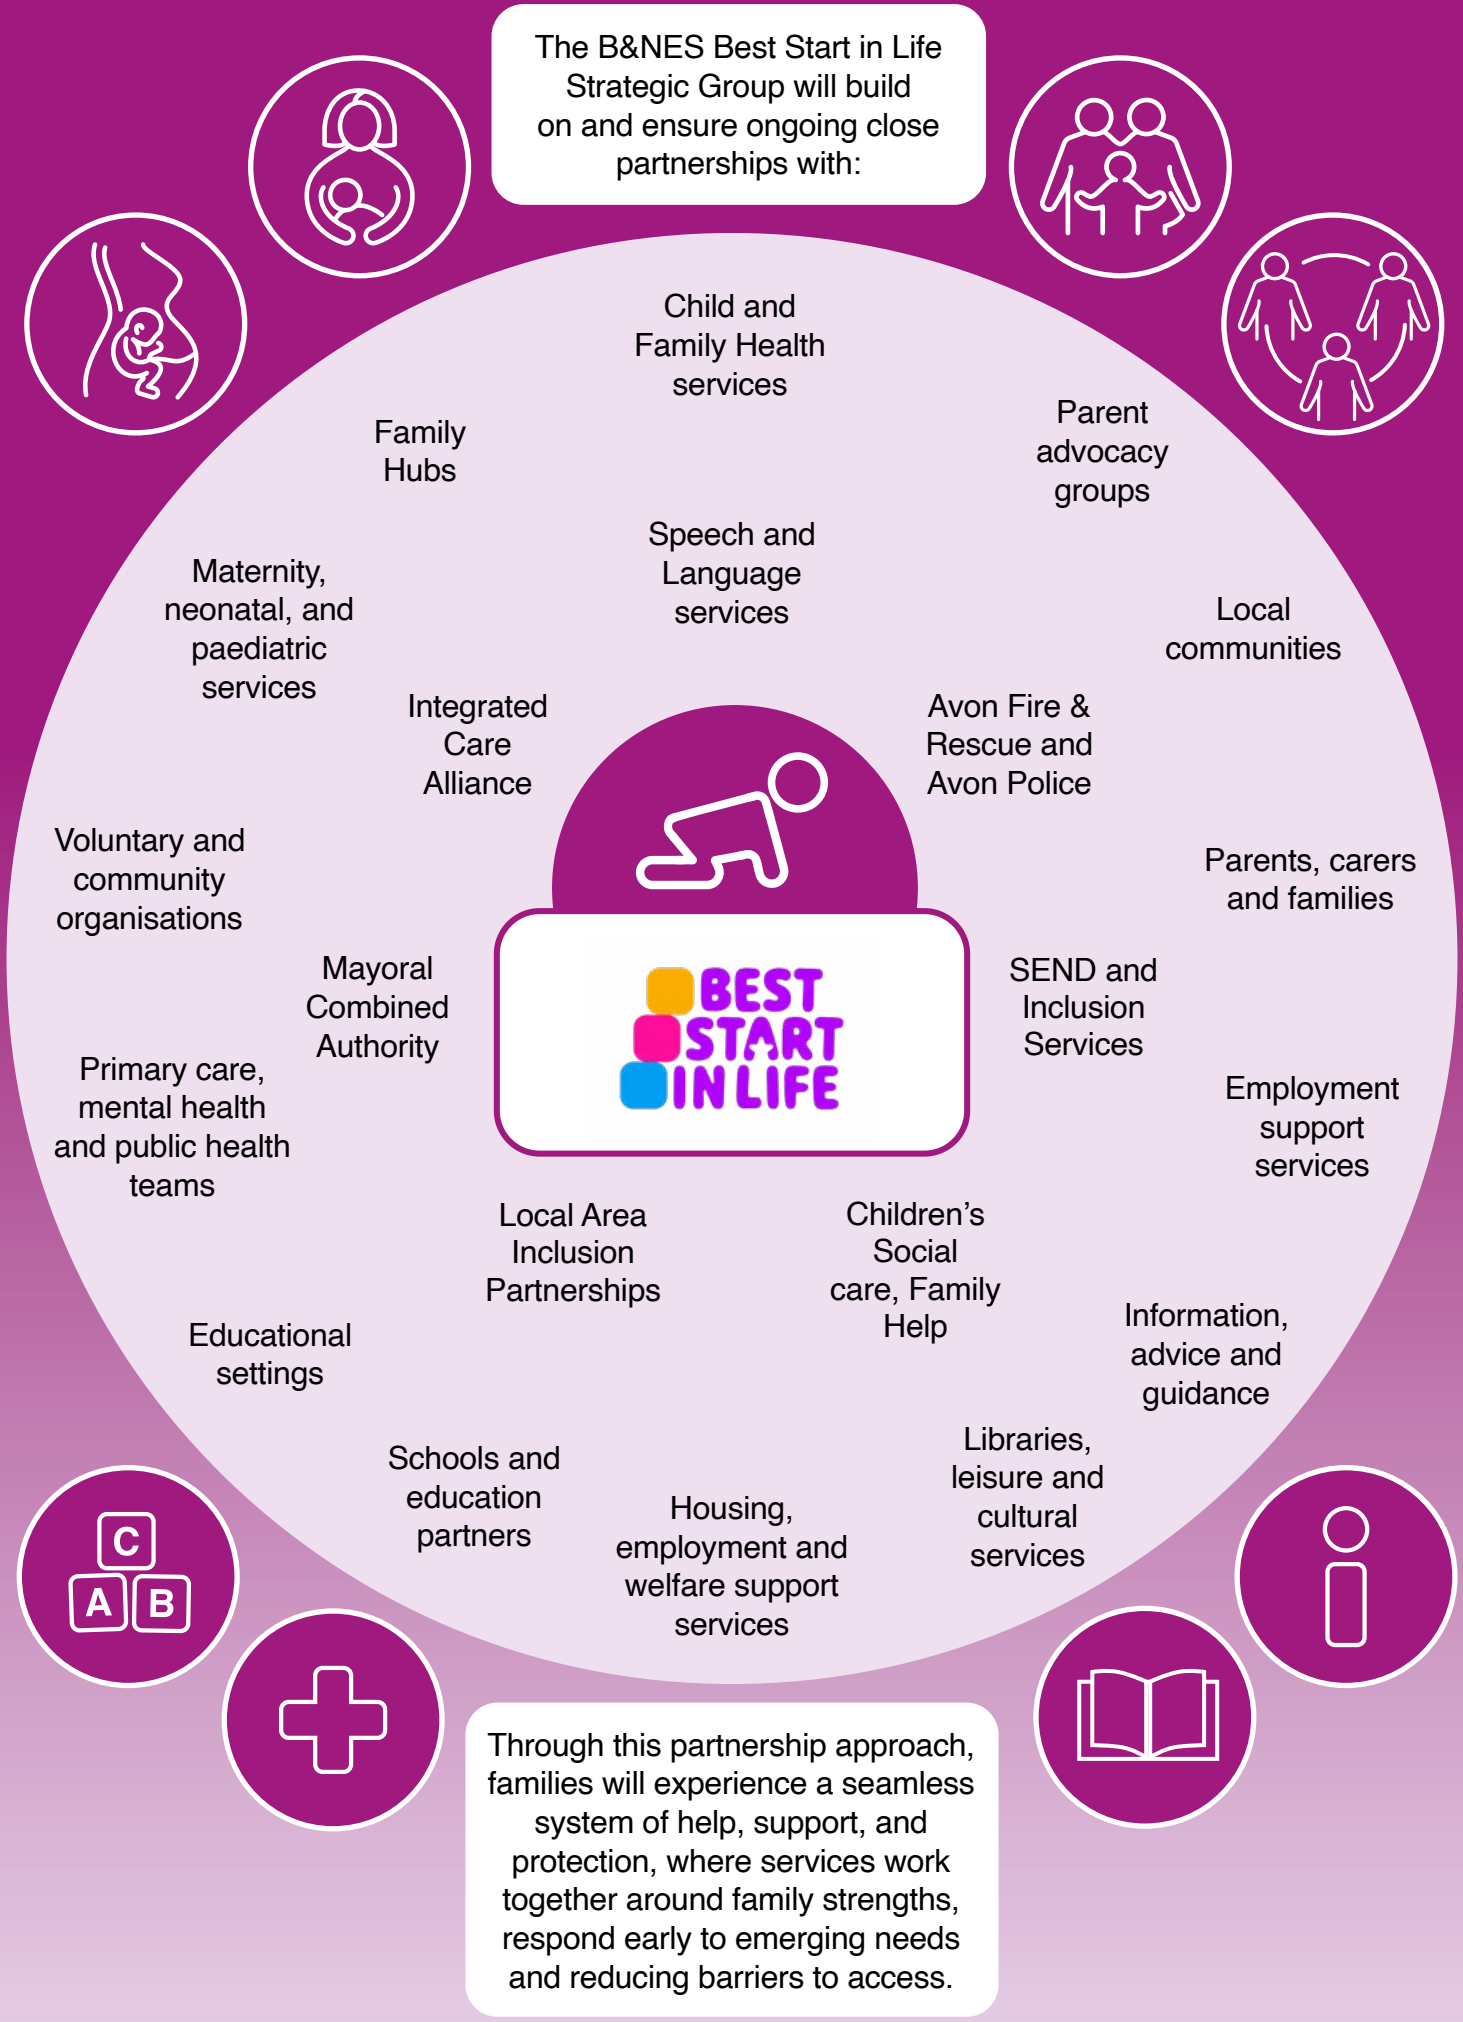 The B&NES Best Start in Life
Strategic Group will build
on and ensure ongoing close
partnerships with:
Child and
Family Health
services
Family
Hubs
Parent
advocacy
groups
Speech and
Language
services
Maternity,
neonatal, and
paediatric
services
Local
communities
Integrated
Care
Alliance
Avon Fire &
Rescue and
Avon Police
Voluntary and
community
organisations
Parents, carers
and families
Mayoral
Combined
Authority
BEST
START
IN LIFE
SEND and
Inclusion
Services
Primary care,
mental health
and public health
teams
Employment
support
services
Local Area
Inclusion
Partnerships
Children’s
Social
care, Family
Help
Educational
settings
Information,
advice and
guidance
Schools and
education
partners
Housing,
employment and
welfare support
services
Libraries,
leisure and
cultural
services
C
A B
Through this partnership approach,
families will experience a seamless
system of help, support, and
protection, where services work
together around family strengths,
respond early to emerging needs
and reducing barriers to access.